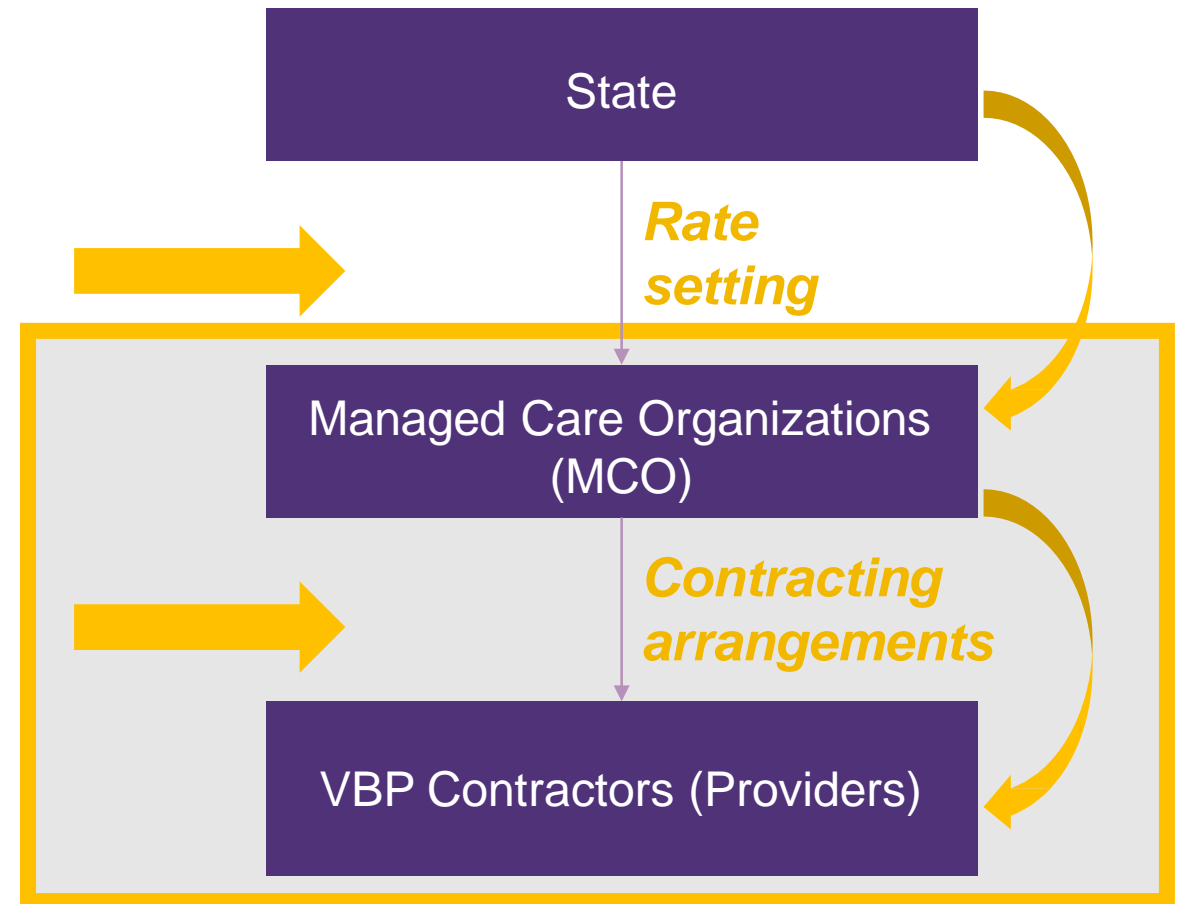 State
Rate
setting
Managed Care Organizations
(MCO)
Contracting
arrangements
VBP Contractors (Providers)